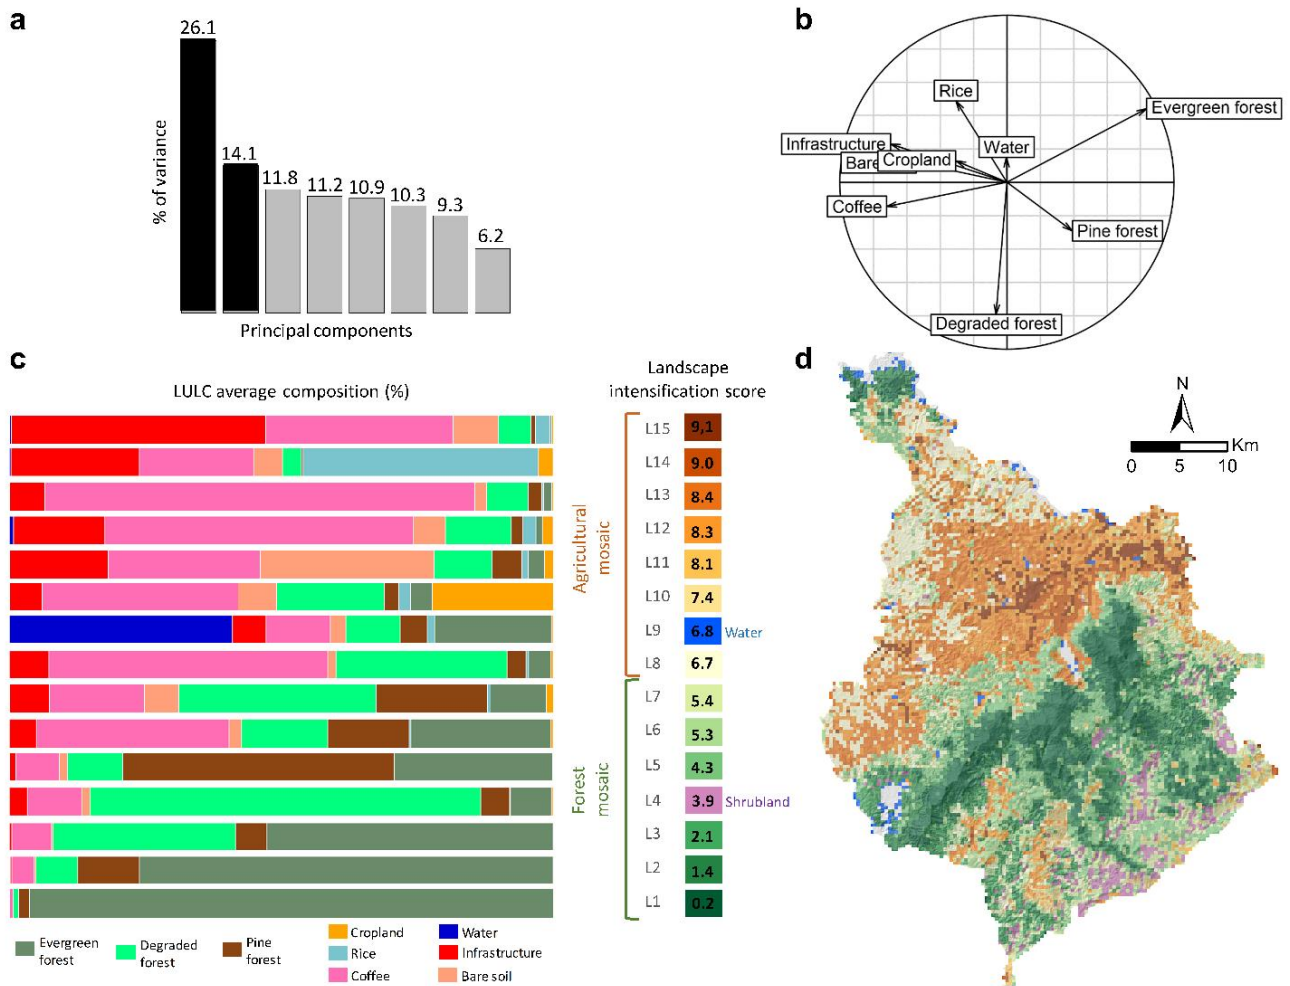 a
26.1
14.1
11.8
11.2
10.9
10.3
9.3
6.2
% of variance
Principal components
b
Rice
Evergreen forest
Infrastructure
Water
Bare
Cropland
Coffee
Pine forest
Degraded forest
c
LULC average composition (%)
Landscape
intensification score
Agricultural
mosaic
Forest
mosaic
L15 9,1
L14 9.0
L13 8.4
L12 8.3
L11 8.1
L10 7.4
L9 6.8 Water
L8 6.7
L7 5.4
L6 5.3
L5 4.3
L4 3.9 Shrubland
L3 2.1
L2 1.4
L1 0.2
Evergreen
forest
Degraded
forest
Pine
forest
Cropland
Rice
Coffee
Water
Infrastructure
Bare soil
d
N
Km
0 5 10